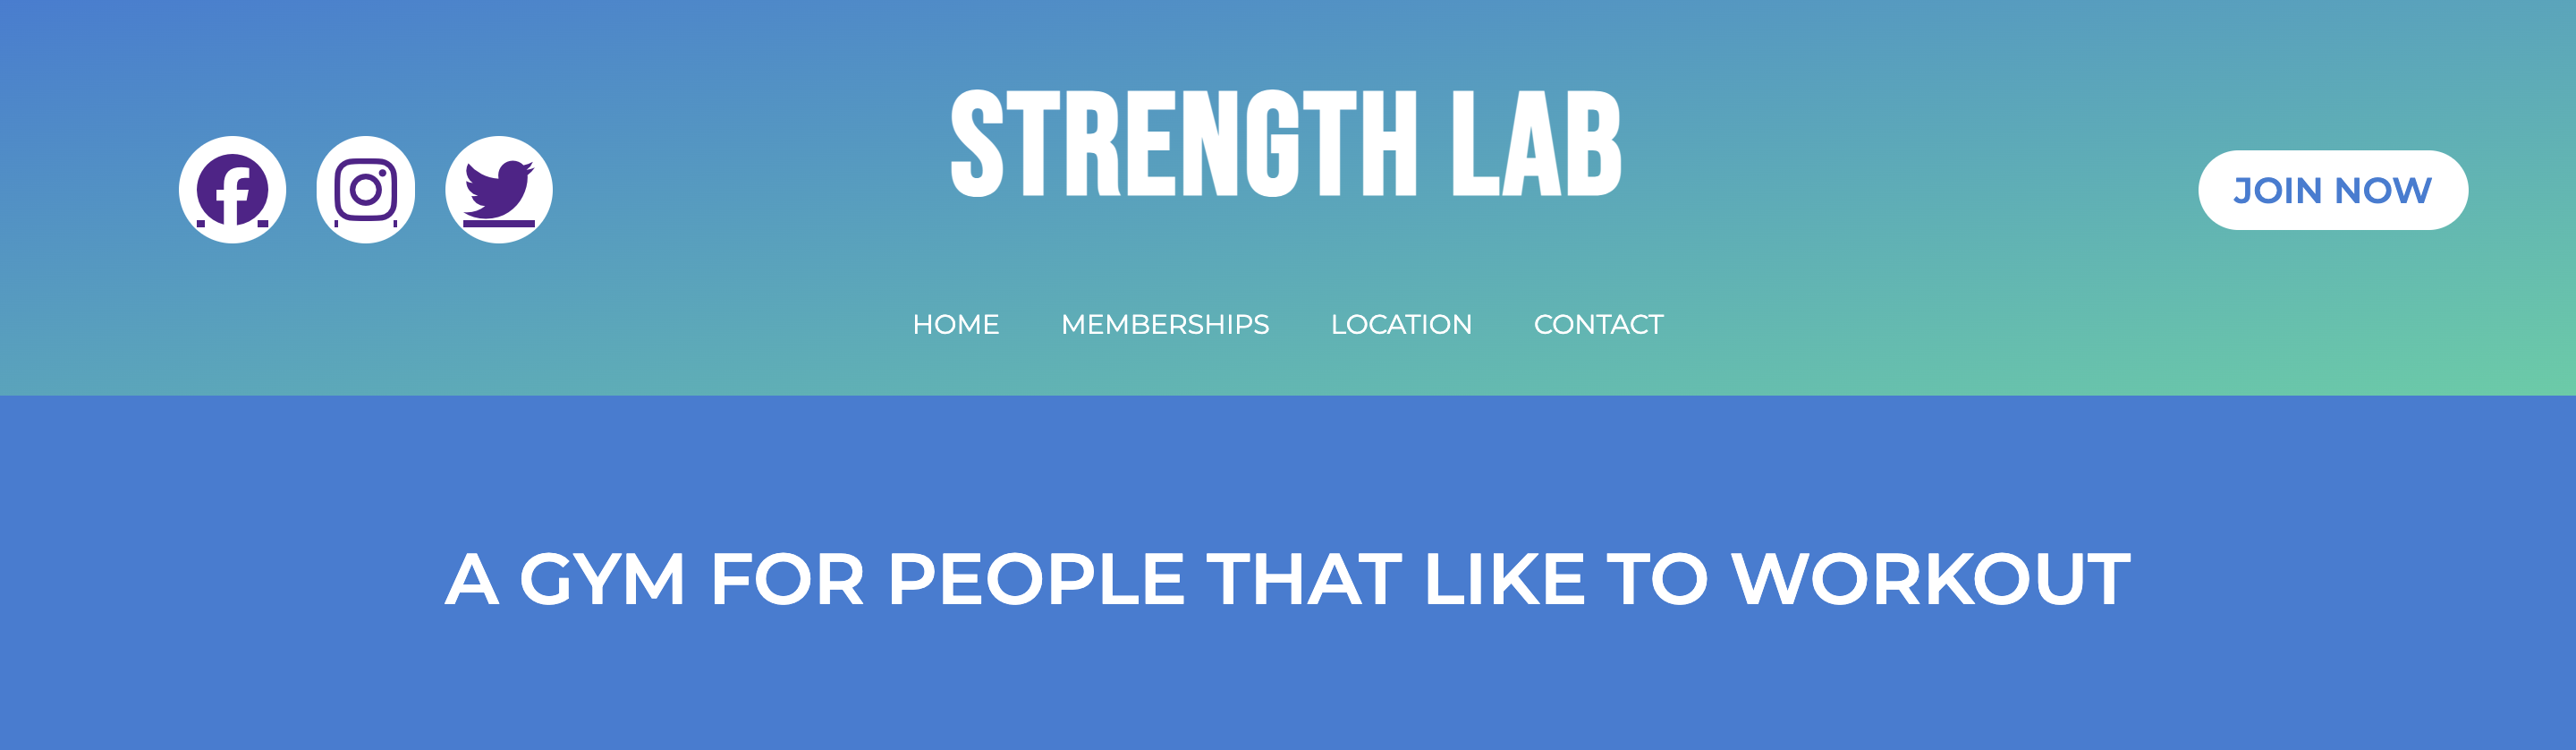 STRENGTH LAB
JOIN NOW
HOME MEMBERSHIPS LOCATION CONTACT
A GYM FOR PEOPLE THAT LIKE TO WORKOUT